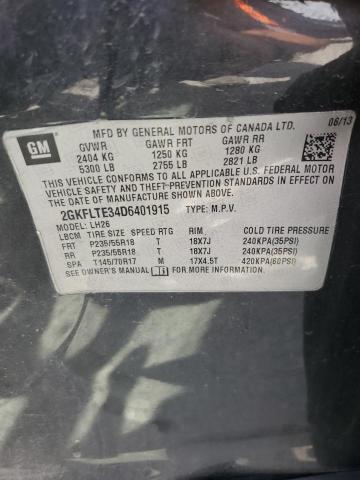 GM
MFD BY GENERAL MOTORS OF CANADA LTD. 06/13
GVWR GAWR FRT GAWR RR
2404 KG 1250 KG 1280 KG
5300 LB 2755 LB 2821 LB
THIS VEHICLE CONFORMS TO ALL APPLICABLE U.S. FEDERAL MOTOR
VEHICLE SAFETY, AND THEFT PREVENTION STANDARDS IN EFFECT ON
THE DATE OF MANUFACTURE SHOWN ABOVE.
2GKFLTE34D6401915 TYPE: M.P.V.
MODEL: LH26
LBCM TIRE SIZE SPEED RTG RIM COLD TIRE PRESSURE
FRT P235/55R18 T 18X7J 240KPA(35PSI)
RR P235/55R18 T 18X7J 240KPA(35PSI)
SPA T145/70R17 M 17X4.5T 420KPA(60PSI)
SEE OWNER'S MANUAL FOR ADDITIONAL INFORMATION.